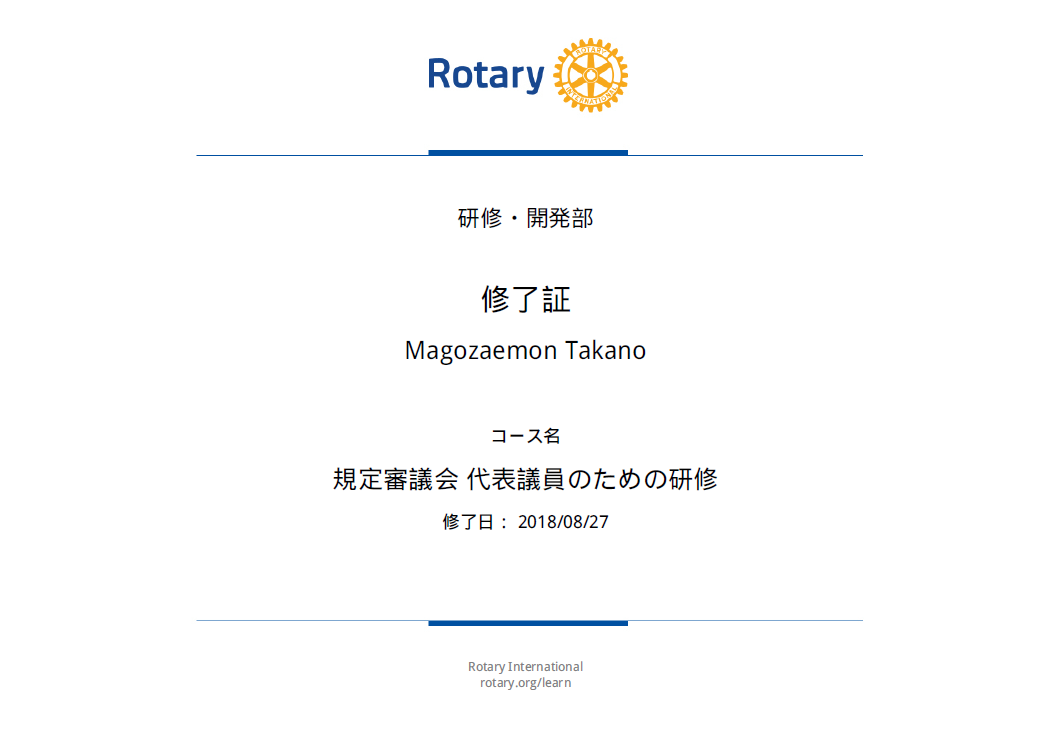 Rotary
ROTARY
INTERNATIONAL
研修・開発部
修了証
Magozaemon Takano
コース名
規定審議会 代表議員のための研修
修了日： 2018/08/27
Rotary International
rotary.org/learn